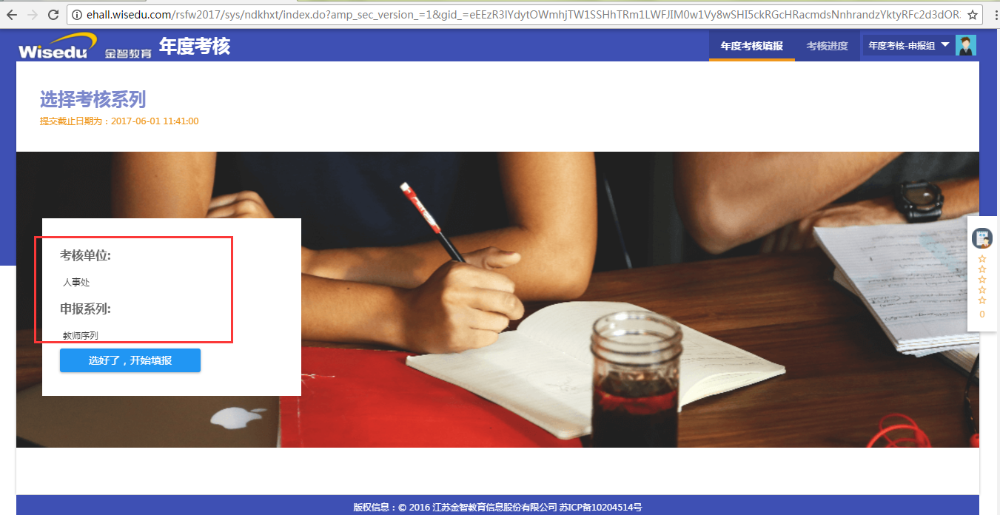 ehall.wisedu.com/rsfw2017/sys/ndkhxt/index.do?amp_sec_version_=1&gid_=eEEzR3lYdytOWmhjTW1SSHhTRm1LWFJIM0w1Vy8wSHI5ckRGcHRacmdsNnhrandzYktyRFc2d3dOR
Wisedu 金智教育 年度考核
年度考核填报 考核进度 年度考核-申报组
选择考核系列
提交截止日期为：2017-06-01 11:41:00
考核单位:
人事处
申报系列:
教师序列
选好了，开始填报
0
版权信息：© 2016 江苏金智教育信息股份有限公司 苏ICP备10204514号